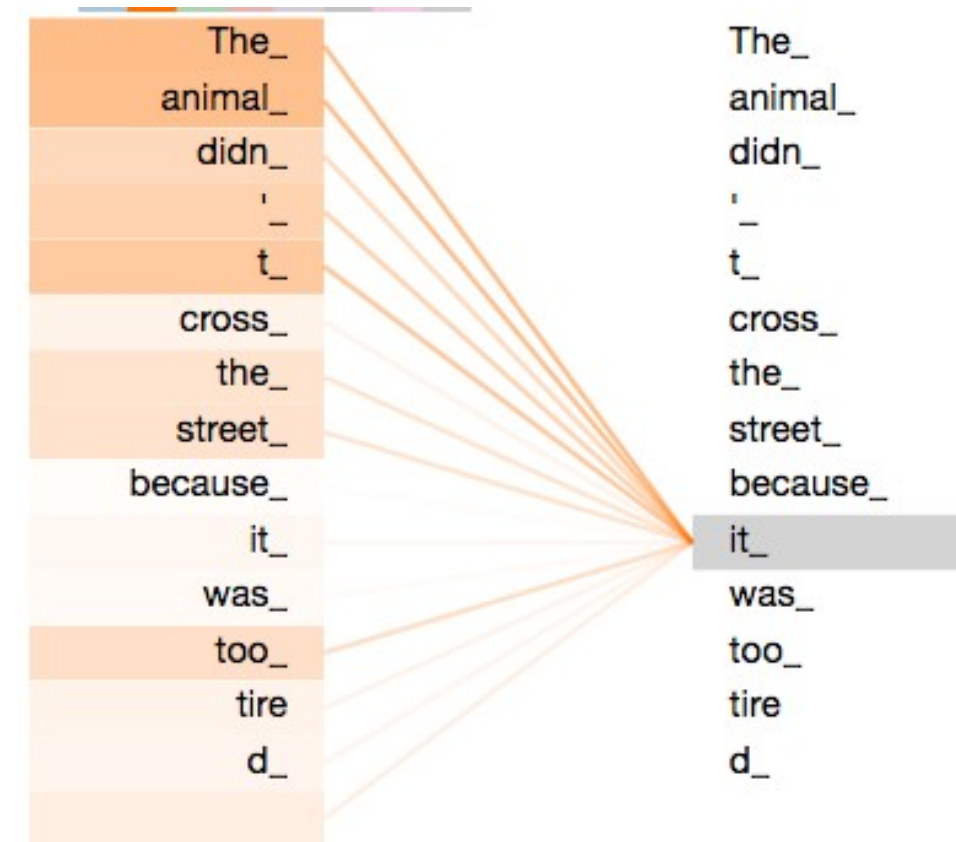 The_ The_
animal_ animal_
didn_ didn_
'_ '_
t_ t_
cross_ cross_
the_ the_
street_ street_
because_ because_
it_ it_
was_ was_
too_ too_
tire tire
d_ d_